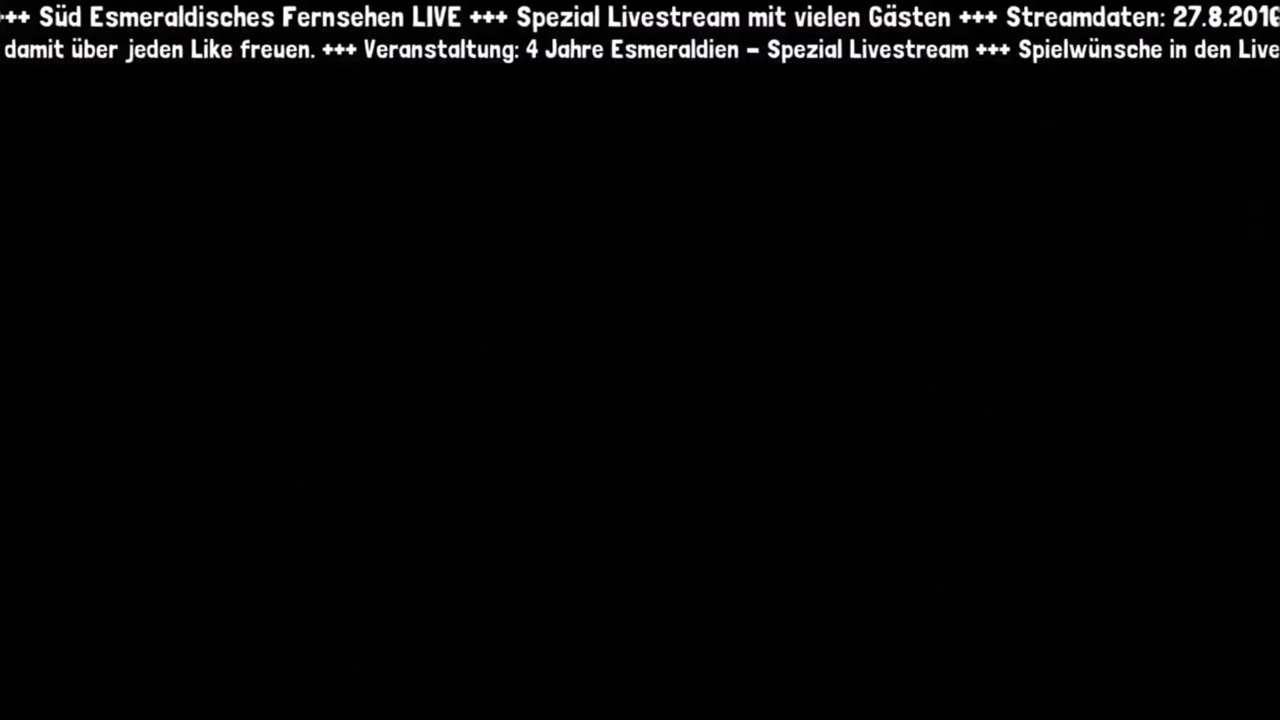 +++ Süd Esmeraldisches Fernsehen LIVE +++ Spezial Livestream mit vielen Gästen +++ Streamdaten: 27.8.2016
damit über jeden Like freuen. +++ Veranstaltung: 4 Jahre Esmeraldien - Spezial Livestream +++ Spielwünsche in den Live